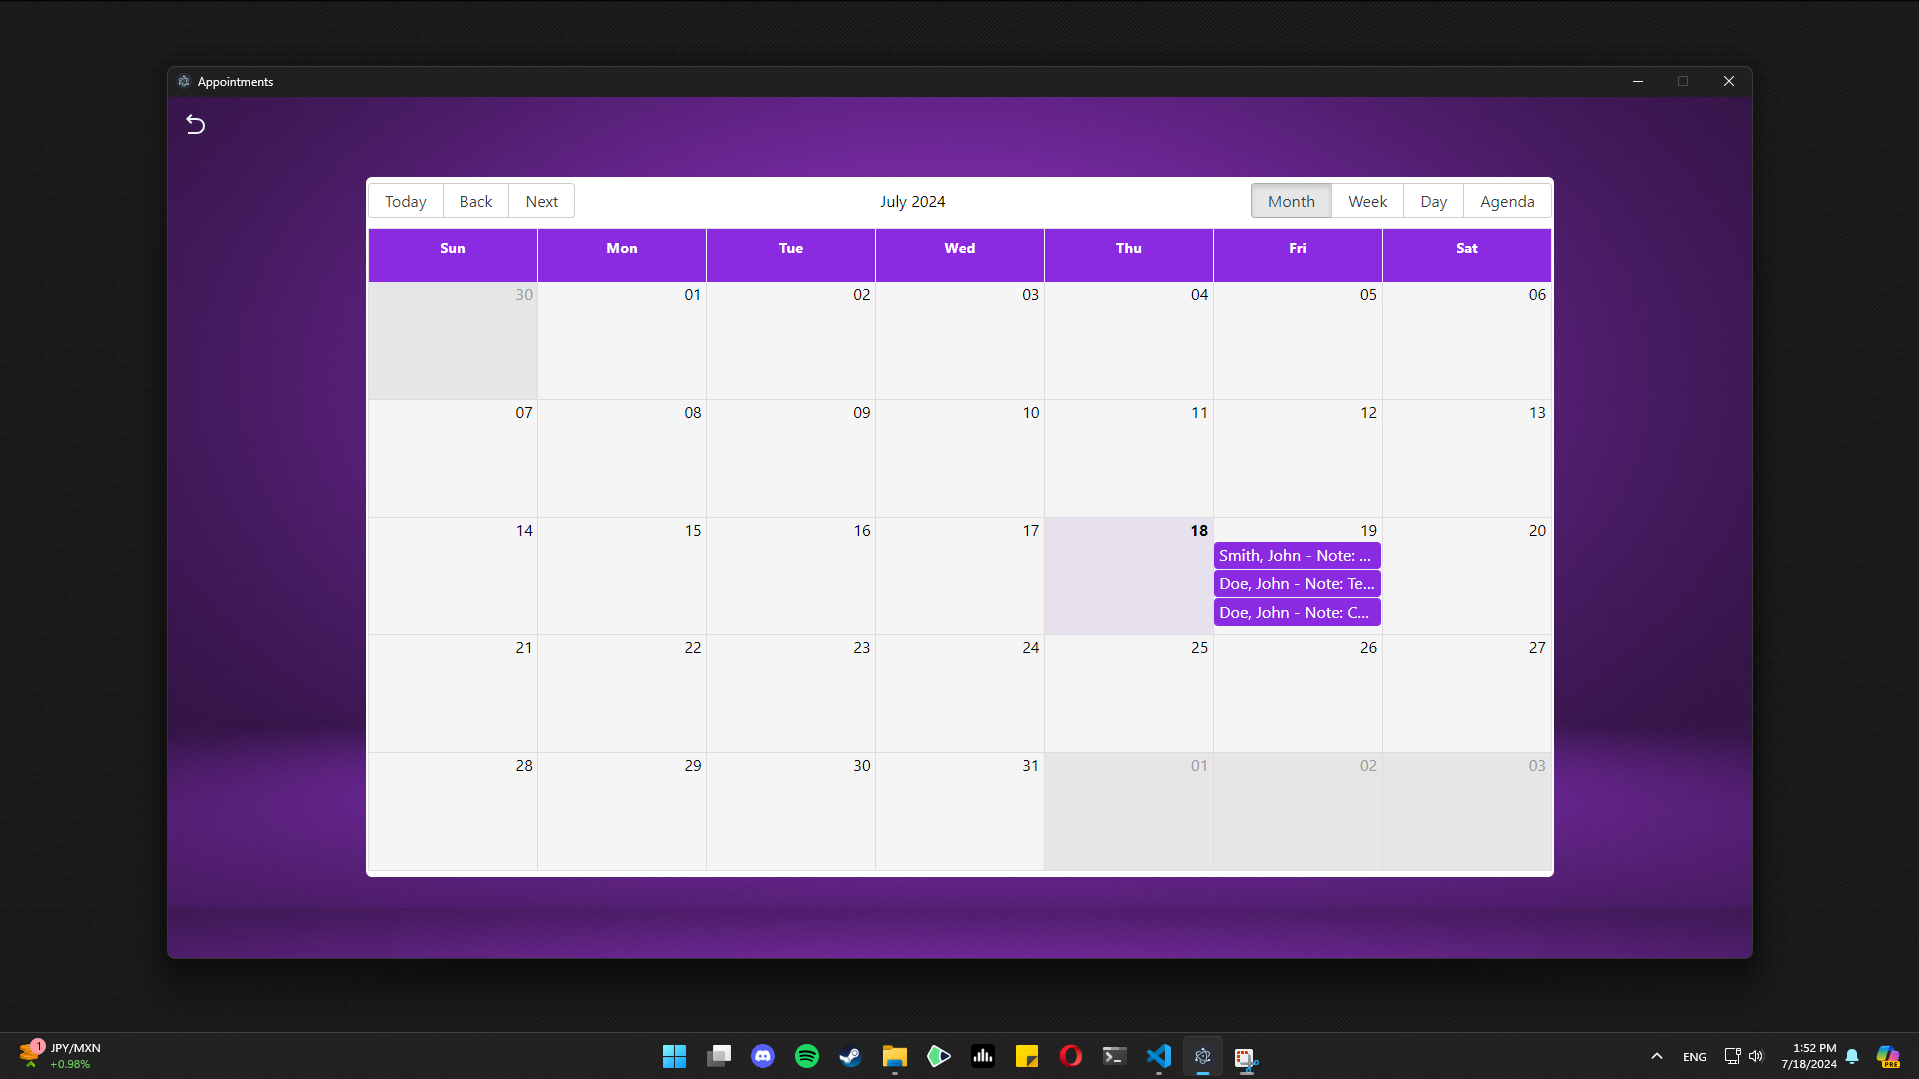 Appointments
Today Back Next
July 2024
Month Week Day Agenda
Sun Mon Tue Wed Thu Fri Sat
30 01 02 03 04 05 06
07 08 09 10 11 12 13
14 15 16 17 18 19 20
Smith, John - Note: ...
Doe, John - Note: Te...
Doe, John - Note: C...
21 22 23 24 25 26 27
28 29 30 31 01 02 03
1
JPY/MXN
+0.98%
ENG
1:52 PM
7/18/2024
PRE